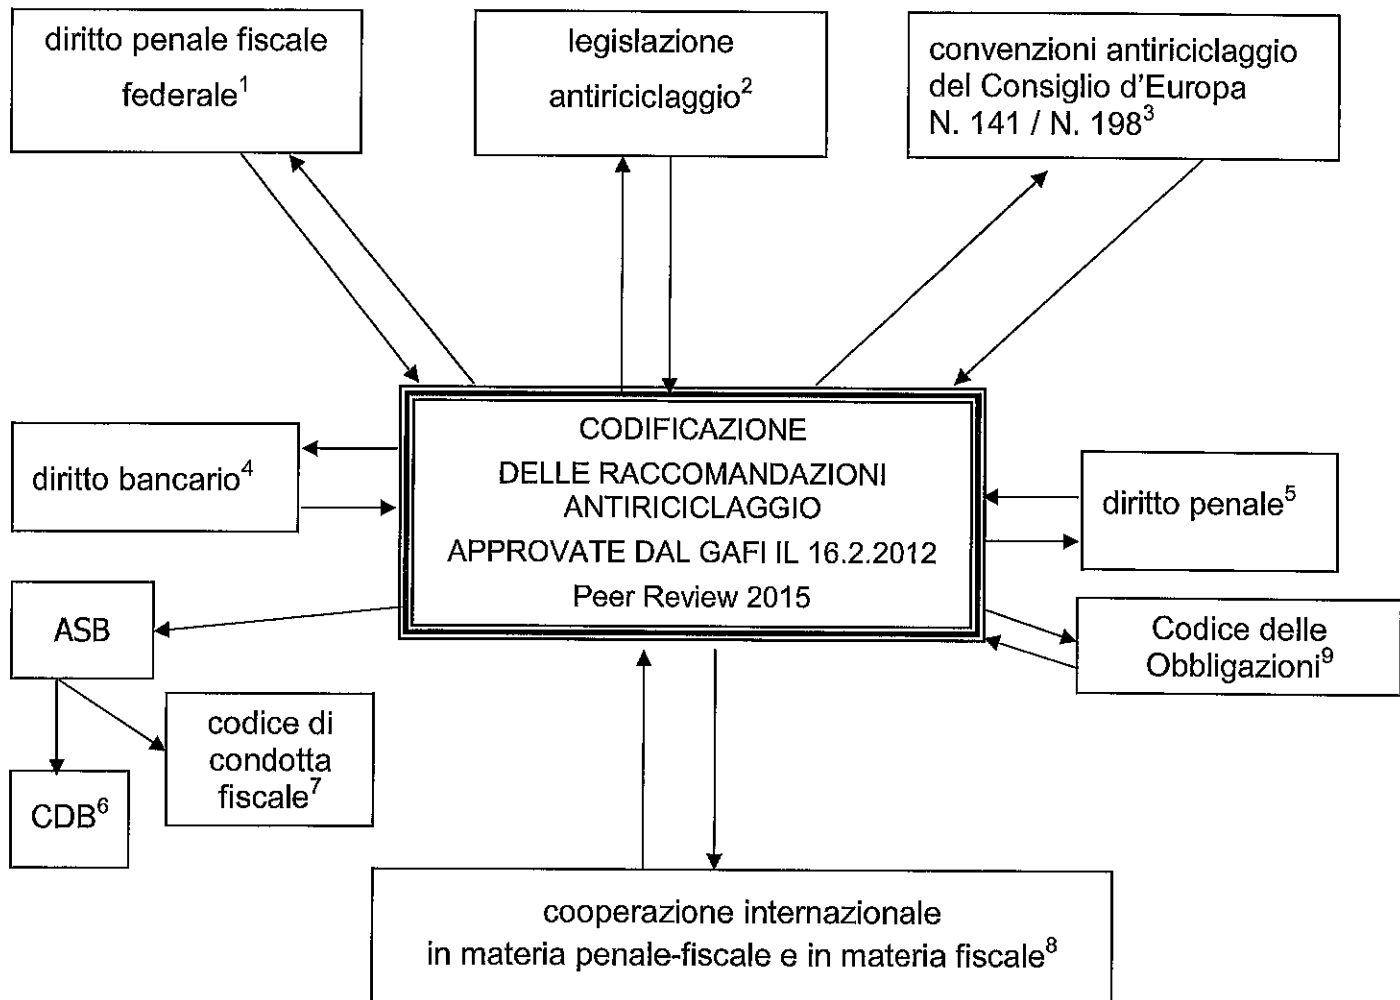 diritto penale fiscale
federale¹
legislazione
antiriciclaggio²
convenzioni antiriciclaggio
del Consiglio d'Europa
N. 141 / N. 198³
CODIFICAZIONE
DELLE RACCOMANDAZIONI
ANTIRICICLAGGIO
APPROVATE DAL GAFI IL 16.2.2012
Peer Review 2015
diritto bancario⁴
diritto penale⁵
ASB
Codice delle
Obbligazioni⁹
codice di
condotta
fiscale⁷
CDB⁶
cooperazione internazionale
in materia penale-fiscale e in materia fiscale⁸